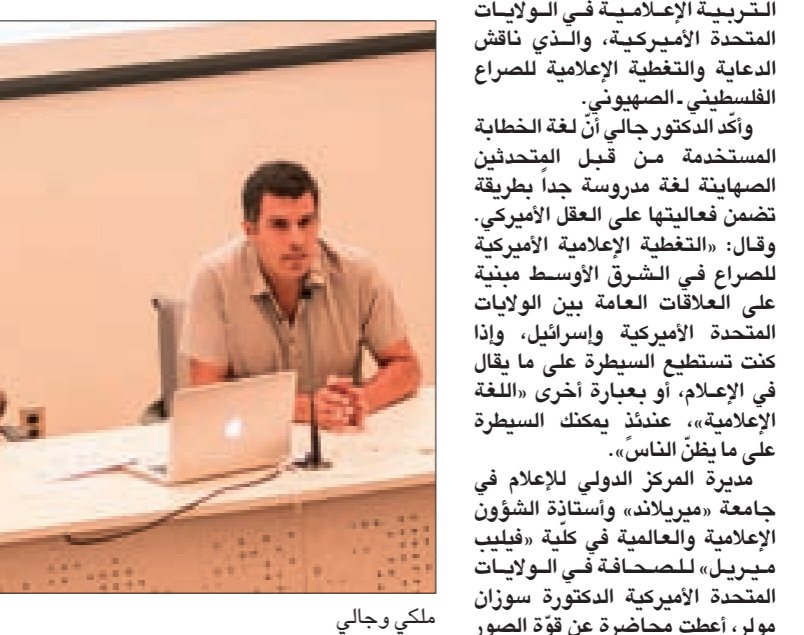 التربية الإعلامية في الولايات
المتحدة الأميركية، والذي ناقش
الدعاية والتغطية الإعلامية للصراع
الفلسطيني ـ الصهيوني.
وأكّد الدكتور جالي أنّ لغة الخطابة
المستخدمة من قبل المتحدثين
الصهاينة لغة مدروسة جداً بطريقة
تضمن فعاليتها على العقل الأميركي.
وقال: «التغطية الإعلامية الأميركية
للصراع في الشرق الأوسط مبنية
على العلاقات العامة بين الولايات
المتحدة الأميركية وإسرائيل، وإذا
كنت تستطيع السيطرة على ما يقال
في الإعلام، أو بعبارة أخرى «اللغة
الإعلامية»، عندئذٍ يمكنك السيطرة
على ما يظنّ الناس».
مديرة المركز الدولي للإعلام في
جامعة «ميريلاند» وأستاذة الشؤون
الإعلامية والعالمية في كلّية «فيليب
ميريل» للصحافة في الولايات
المتحدة الأميركية الدكتورة سوزان
مولر، أعطت محاضرة عن قوّة الصور
ملكي وجالي